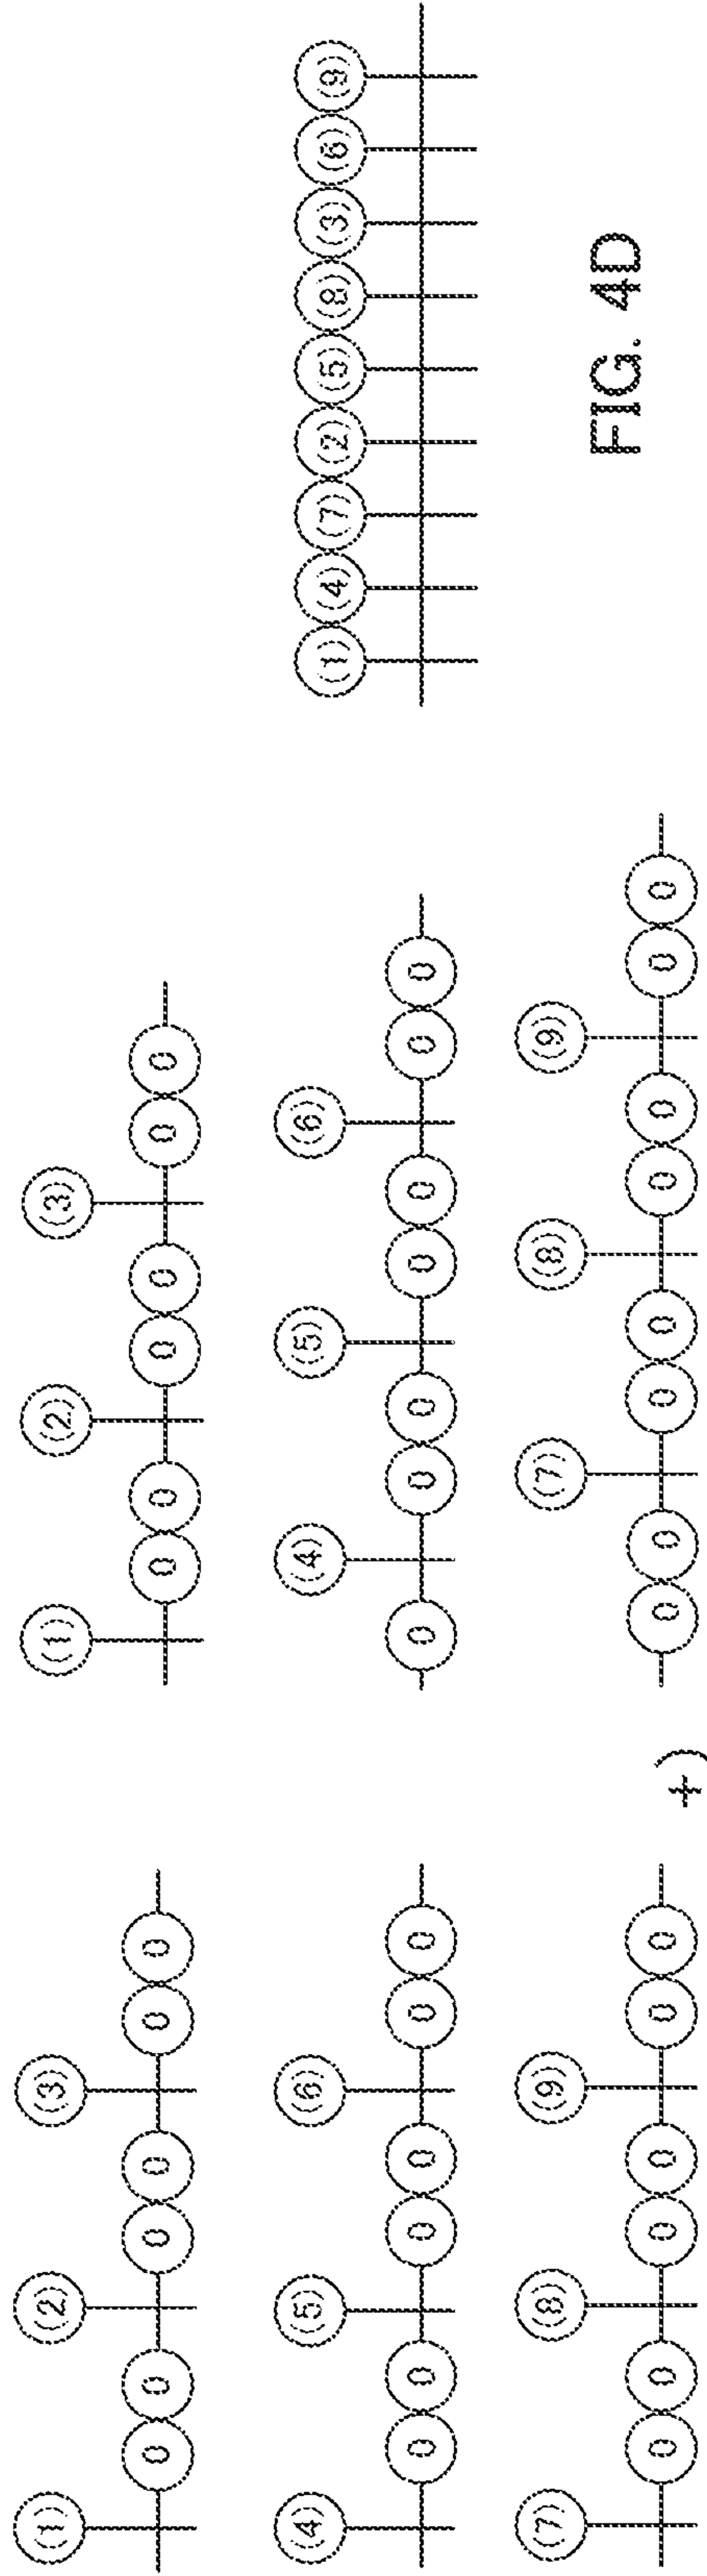 (1) 0 0 (2) 0 0 (3) 0 0
(4) 0 0 (5) 0 0 (6) 0 0
(7) 0 0 (8) 0 0 (9) 0 0
(1) 0 0 (2) 0 0 (3) 0 0
0 (4) 0 0 (5) 0 0 (6) 0 0
+) 0 0 (7) 0 0 (8) 0 0 (9) 0 0
(1) (4) (7) (2) (5) (8) (3) (6) (9)
FIG. 4D